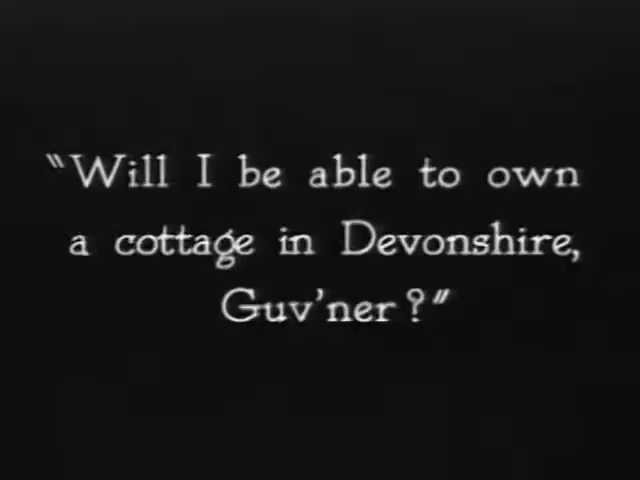 "Will I be able to own
a cottage in Devonshire,
Guv'ner?"